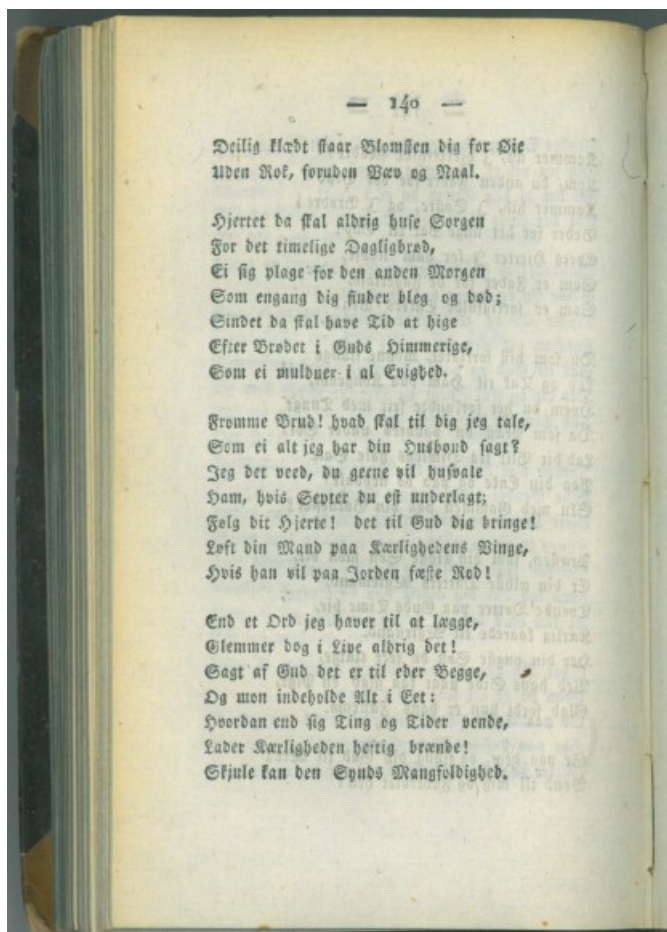 — 140 —
Deilig klædt staar Blomsten dig for Øie
Uden Rok, foruden Væv og Naal.
Hjertet da skal aldrig huse Sorgen
For det timelige Dagligbrød,
Ei sig plage for den anden Morgen
Som engang dig finder bleg og død;
Sindet da skal have Tid at hige
Efter Brødet i Guds Himmerige,
Som ei muldner i al Evighed.
Fromme Brud! hvad skal til dig jeg tale,
Som ei alt jeg har din Husbond sagt?
Jeg det veed, du gerne vil husvale
Ham, hvis Scepter du est underlagt;
Følg dit Hjerte! det til Gud dig bringe!
Løft din Mand paa Kærlighedens Vinge,
Hvis han vil paa Jorden fæste Rod!
End et Ord jeg haver til at lægge,
Glemmer dog i Live aldrig det!
Sagt af Gud det er til eder Begge,
Og mon indeholde Alt i Eet:
Hvordan end sig Ting og Tider vende,
Lader Kærligheden heftig brænde!
Skjule kan den Synds Mangfoldighed.